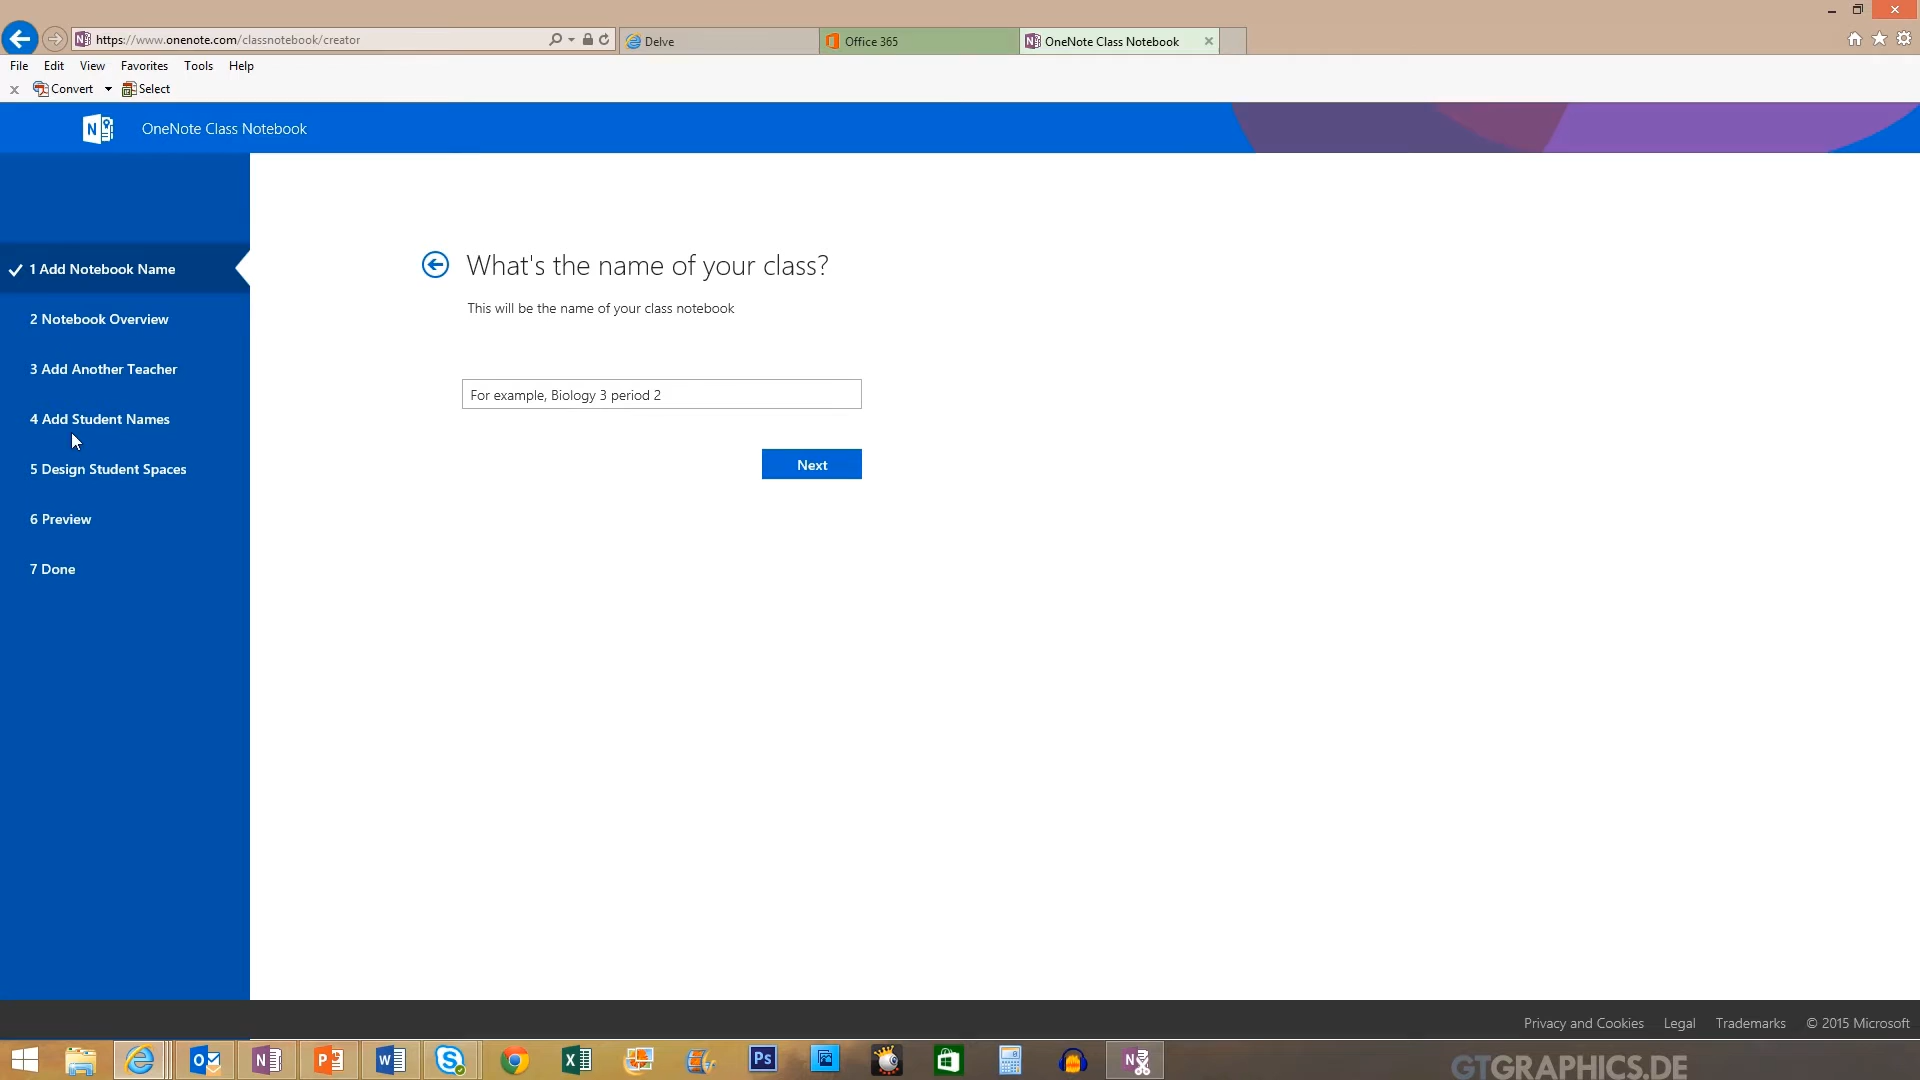 https://www.onenote.com/classnotebook/creator
Delve
Office 365
OneNote Class Notebook
File Edit View Favorites Tools Help
Convert Select
OneNote Class Notebook
1 Add Notebook Name
2 Notebook Overview
3 Add Another Teacher
4 Add Student Names
5 Design Student Spaces
6 Preview
7 Done
What's the name of your class?
This will be the name of your class notebook
For example, Biology 3 period 2
Next
Privacy and Cookies Legal Trademarks © 2015 Microsoft
GTGRAPHICS.DE